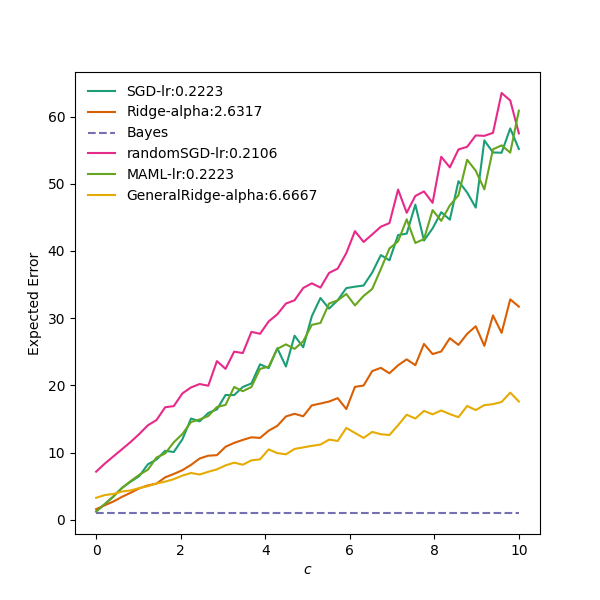 SGD-lr:0.2223
Ridge-alpha:2.6317
Bayes
randomSGD-lr:0.2106
MAML-lr:0.2223
GeneralRidge-alpha:6.6667
Expected Error
60
50
40
30
20
10
0
0 2 4 6 8 10
c